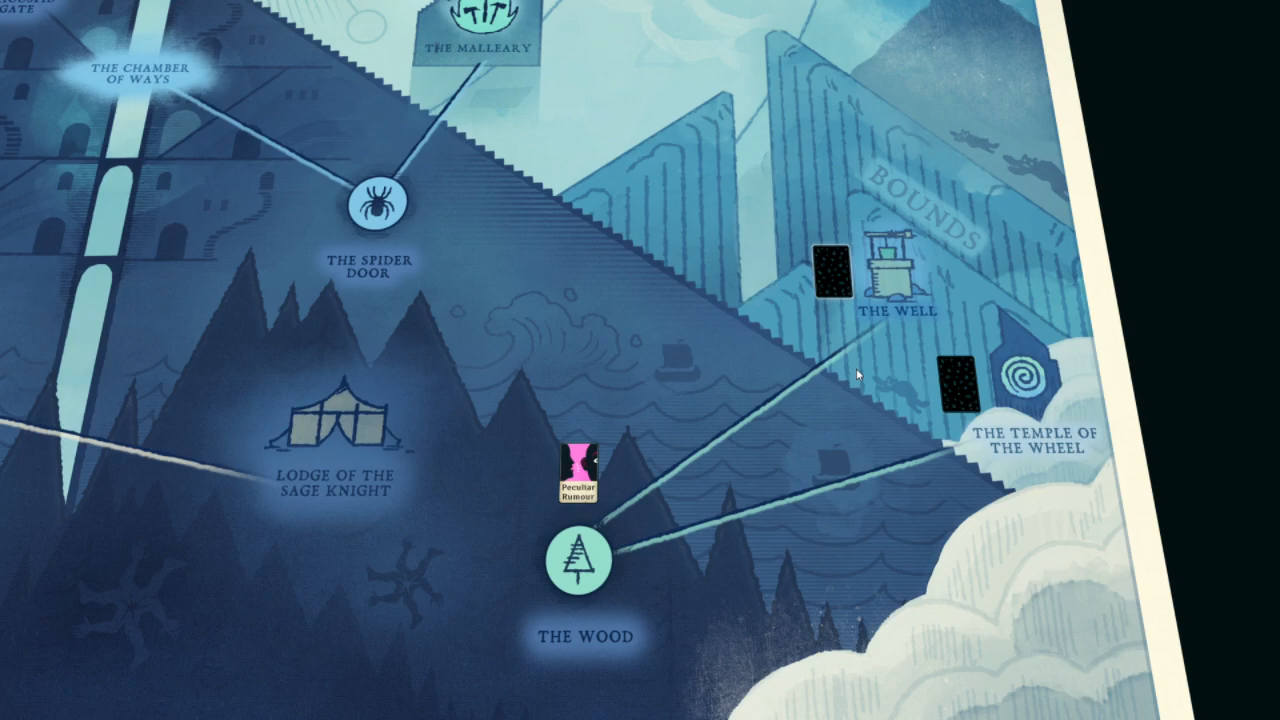 GATE
THE CHAMBER
OF WAYS
THE MALLEARY
BOUNDS
THE SPIDER
DOOR
THE WELL
THE TEMPLE OF
THE WHEEL
LODGE OF THE
SAGE KNIGHT
Peculiar
Rumour
THE WOOD